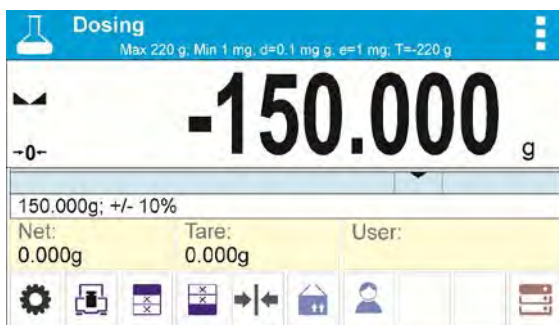 Dosing
Max 220 g; Min 1 mg; d=0.1 mg g; e=1 mg; T=-220 g
→0←
-150.000 g
150.000g; +/- 10%
Net: Tare: User:
0.000g 0.000g